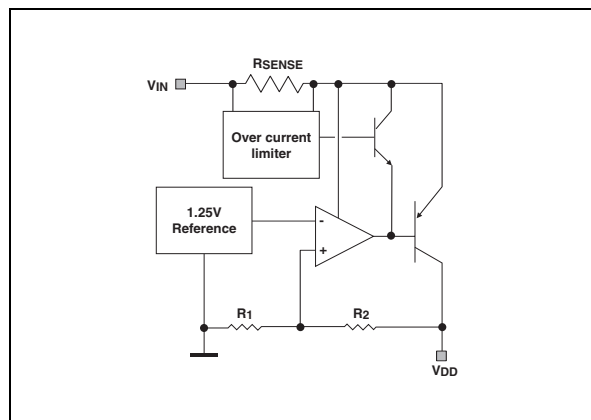 RSENSE
VIN
Over current
limiter
1.25V
Reference
-
+
R1
R2
VDD